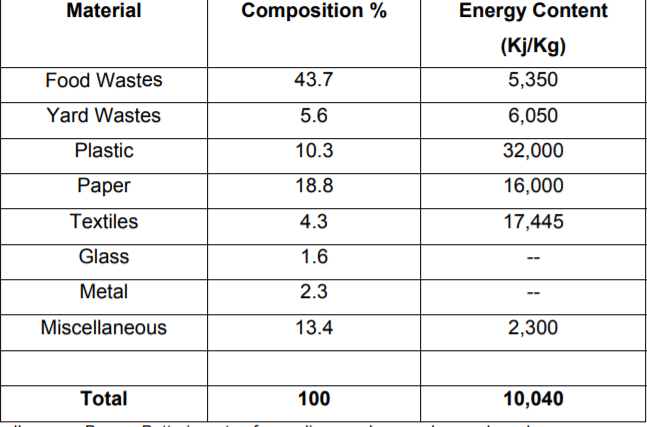 Material Composition % Energy Content
(Kj/Kg)
Food Wastes 43.7 5,350
Yard Wastes 5.6 6,050
Plastic 10.3 32,000
Paper 18.8 16,000
Textiles 4.3 17,445
Glass 1.6 --
Metal 2.3 --
Miscellaneous 13.4 2,300
Total 100 10,040